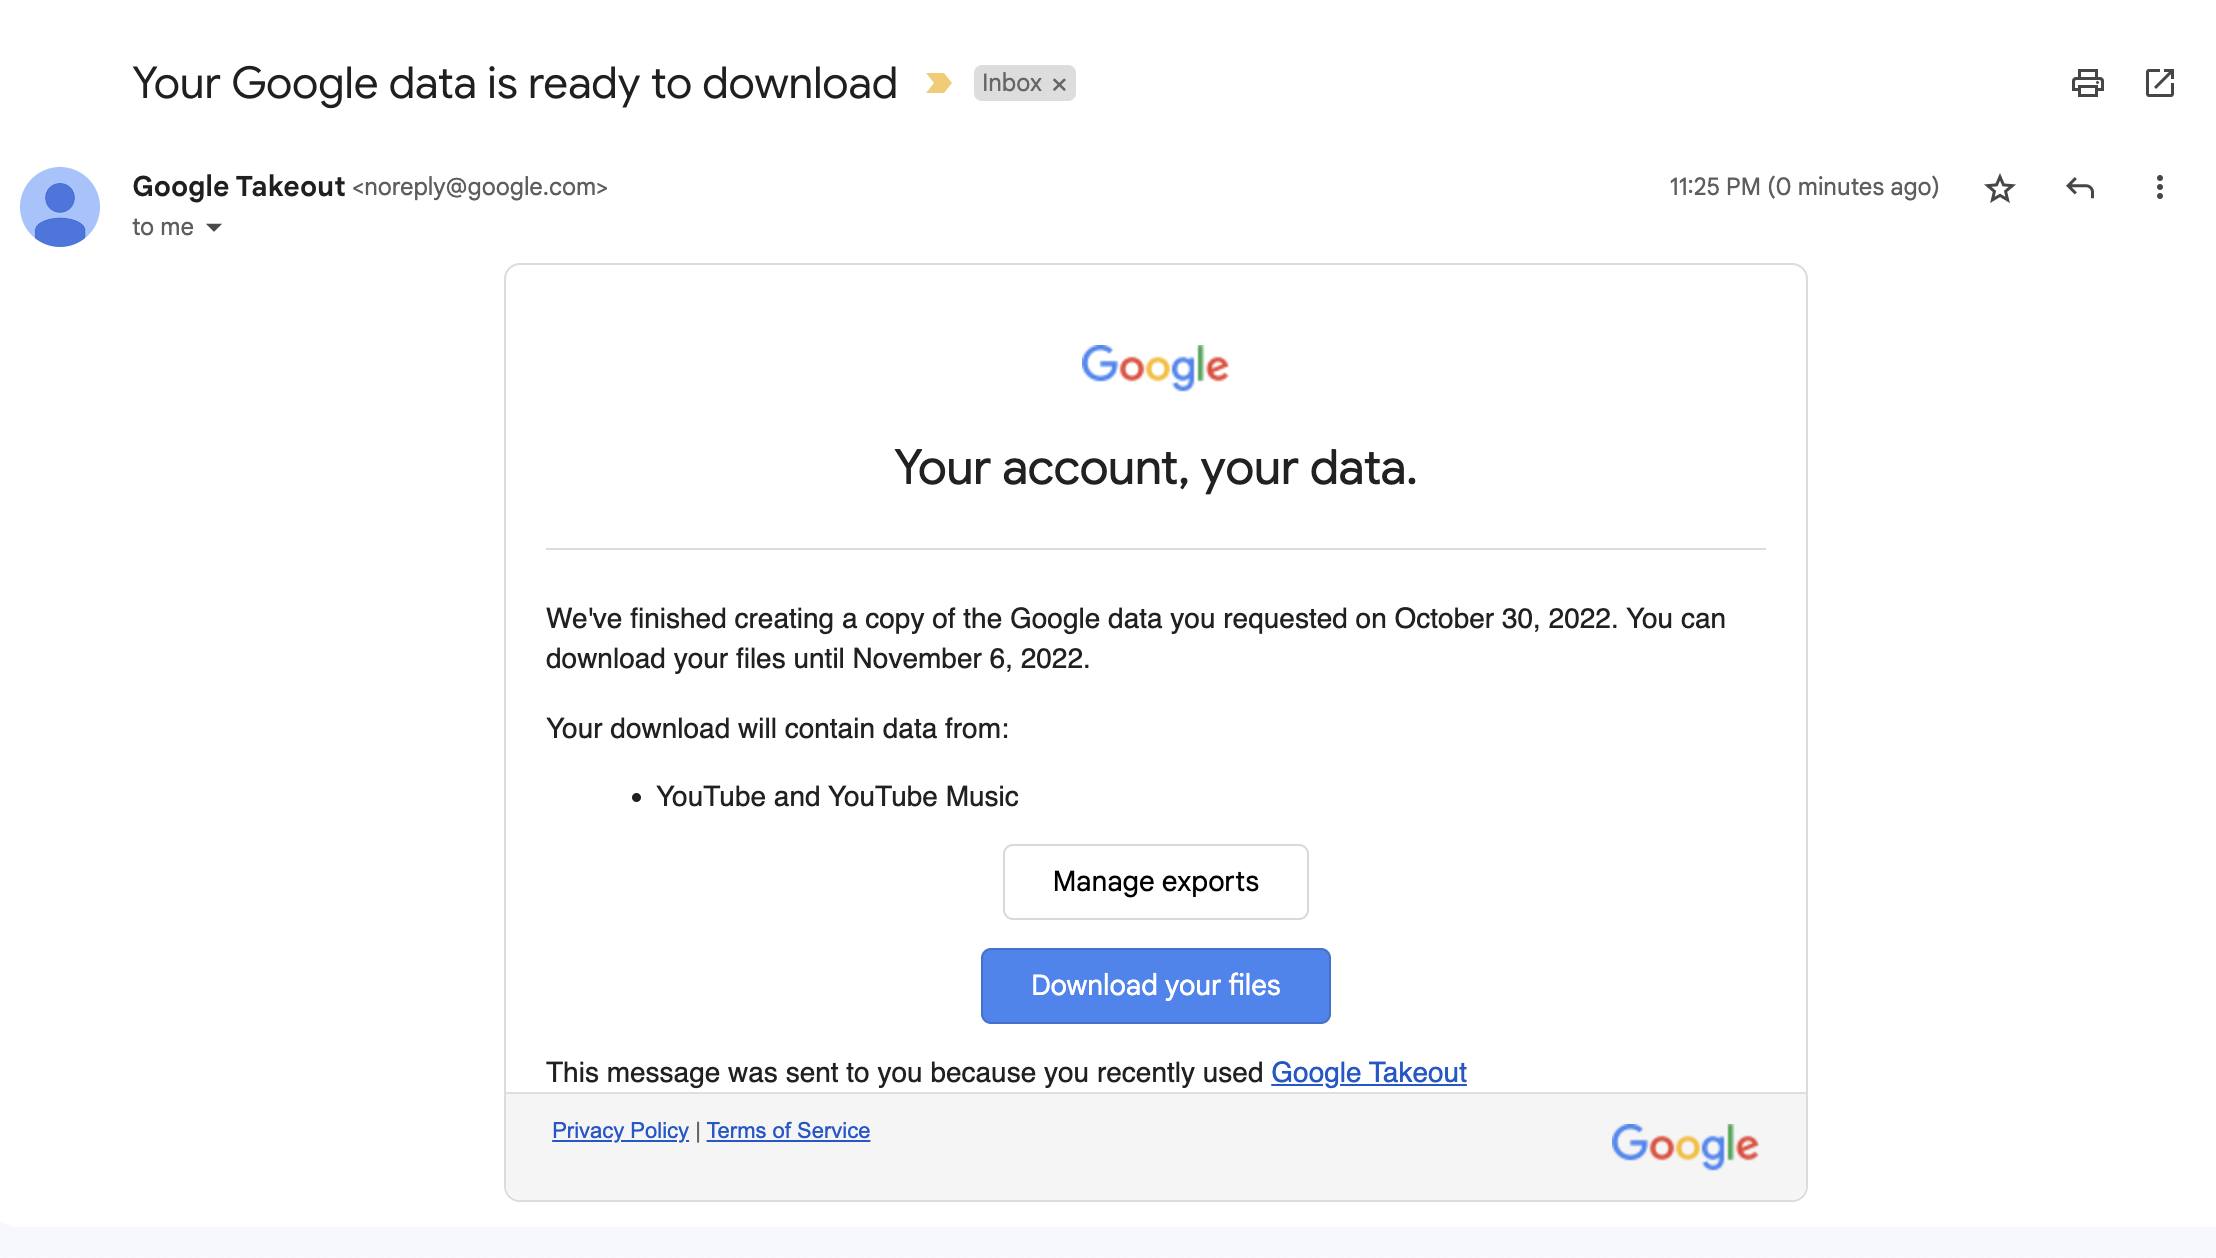 Your Google data is ready to download Inbox ×
Google Takeout <noreply@google.com> 11:25 PM (0 minutes ago)
to me
Google
Your account, your data.
We've finished creating a copy of the Google data you requested on October 30, 2022. You can
download your files until November 6, 2022.
Your download will contain data from:
• YouTube and YouTube Music
Manage exports
Download your files
This message was sent to you because you recently used Google Takeout
Privacy Policy | Terms of Service Google